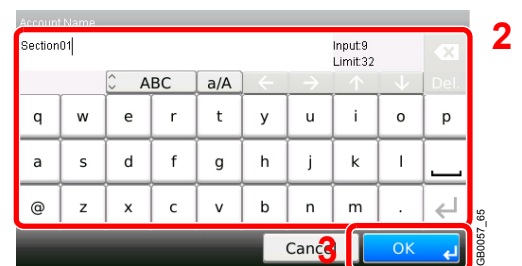 Account Name
Section01
Input:9
Limit:32
2
ABC a/A Del.
q w e r t y u i o p
a s d f g h j k l
@ z x c v b n m .
Cancel 3 OK
GB0057_65